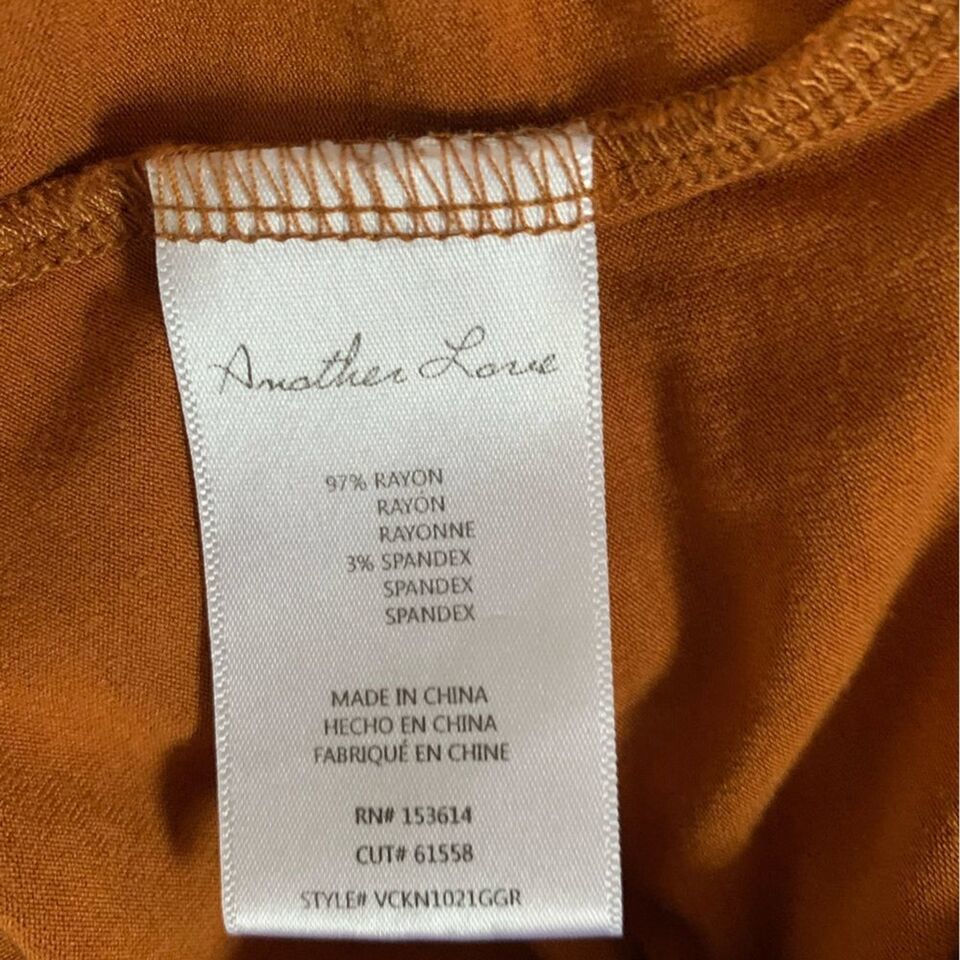 Another Love
97% RAYON
RAYÓN
RAYONNE
3% SPANDEX
SPANDEX
SPANDEX
MADE IN CHINA
HECHO EN CHINA
FABRIQUÉ EN CHINE
RN# 153614
CUT# 61558
STYLE# VCKN1021GGR